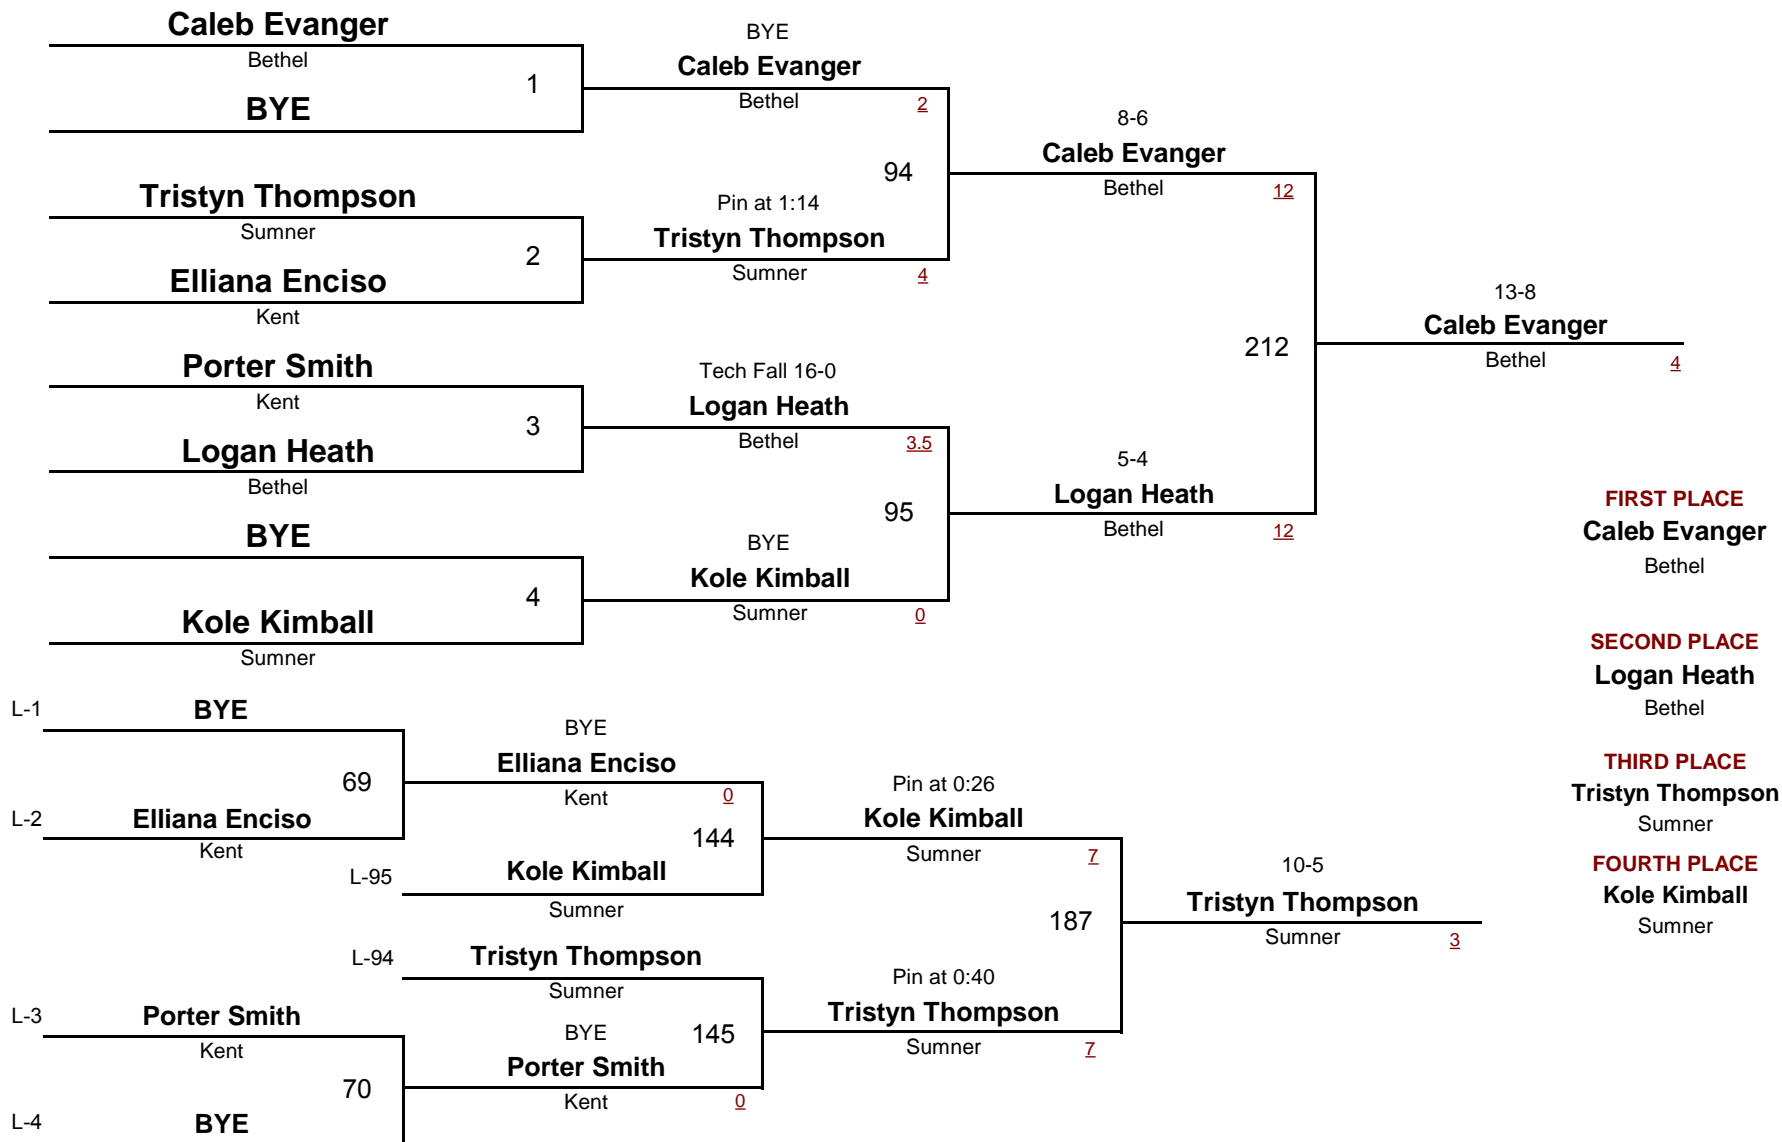 Caleb Evanger
Bethel
1
BYE
BYE
Caleb Evanger
Bethel
2
Tristyn Thompson
Sumner
2
Elliana Enciso
Kent
94
Pin at 1:14
Tristyn Thompson
Sumner
4
8-6
Caleb Evanger
Bethel
12
Porter Smith
Kent
3
Logan Heath
Bethel
Tech Fall 16-0
Logan Heath
Bethel
3.5
BYE
4
Kole Kimball
Sumner
95
BYE
Kole Kimball
Sumner
0
5-4
Logan Heath
Bethel
12
212
13-8
Caleb Evanger
Bethel
4
FIRST PLACE
Caleb Evanger
Bethel
SECOND PLACE
Logan Heath
Bethel
THIRD PLACE
Tristyn Thompson
Sumner
FOURTH PLACE
Kole Kimball
Sumner
L-1
BYE
69
L-2
Elliana Enciso
Kent
BYE
Elliana Enciso
Kent
0
144
L-95
Kole Kimball
Sumner
Pin at 0:26
Kole Kimball
Sumner
7
L-94
Tristyn Thompson
Sumner
L-3
Porter Smith
Kent
70
L-4
BYE
BYE
145
Porter Smith
Kent
0
Pin at 0:40
Tristyn Thompson
Sumner
7
187
10-5
Tristyn Thompson
Sumner
3